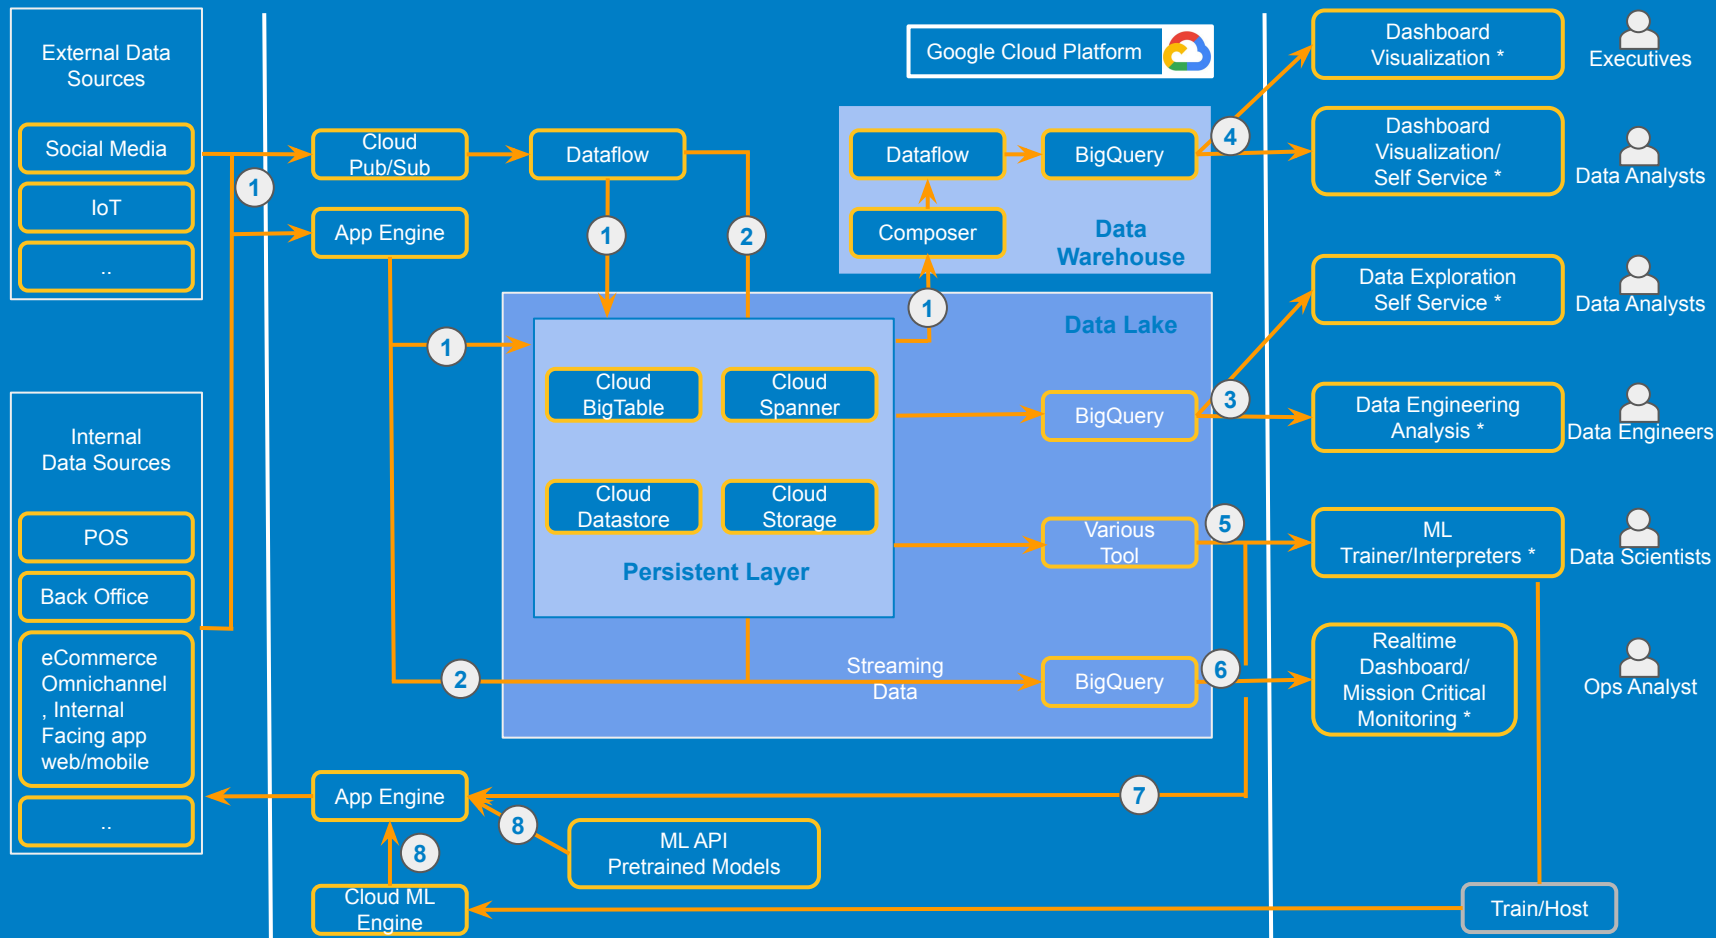 External Data
Sources
Social Media
IoT
..
Internal
Data Sources
POS
Back Office
eCommerce
Omnichannel
, Internal
Facing app
web/mobile
..
1
Cloud
Pub/Sub
App Engine
Dataflow
1
2
1
2
Google Cloud Platform
Dataflow
BigQuery
Composer
Data
Warehouse
1
4
Data Lake
Cloud
BigTable
Cloud
Spanner
Cloud
Datastore
Cloud
Storage
Persistent Layer
BigQuery
3
Various
Tool
5
Streaming
Data
BigQuery
6
App Engine
7
8
ML API
Pretrained Models
8
Cloud ML
Engine
Dashboard
Visualization *
Executives
Dashboard
Visualization/
Self Service *
Data Analysts
Data Exploration
Self Service *
Data Analysts
Data Engineering
Analysis *
Data Engineers
ML
Trainer/Interpreters *
Data Scientists
Realtime
Dashboard/
Mission Critical
Monitoring *
Ops Analyst
Train/Host